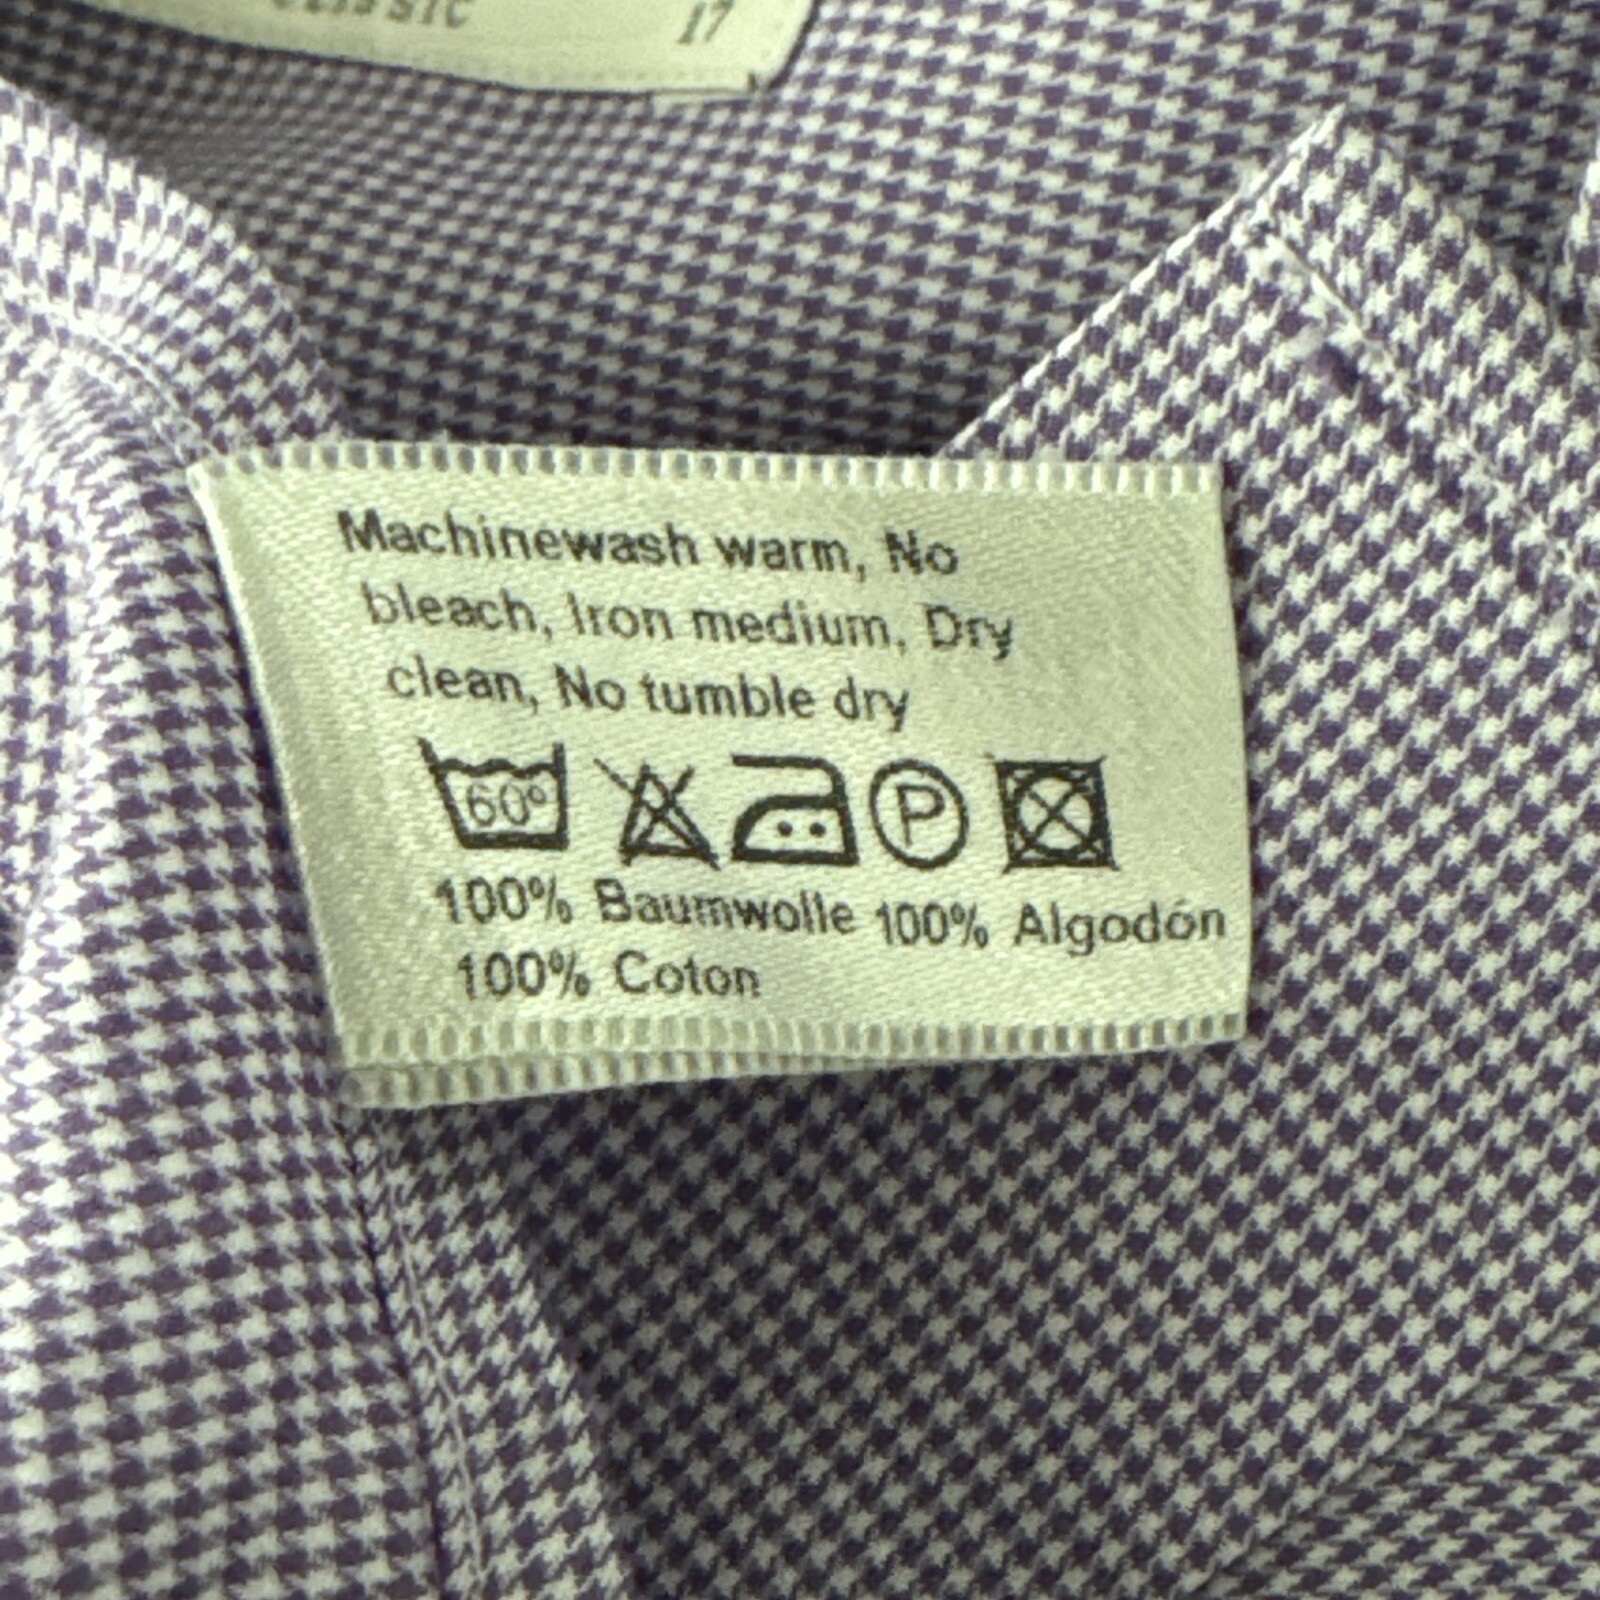 CLASSIC 17
Machinewash warm, No
bleach, Iron medium, Dry
clean, No tumble dry
60°
P
100% Baumwolle 100% Algodón
100% Coton